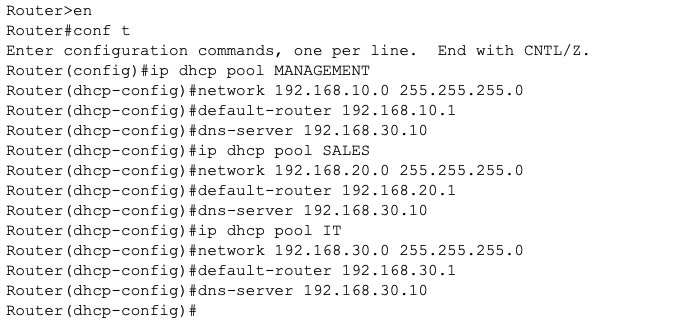 Router>en
Router#conf t
Enter configuration commands, one per line.  End with CNTL/Z.
Router(config)#ip dhcp pool MANAGEMENT
Router(dhcp-config)#network 192.168.10.0 255.255.255.0
Router(dhcp-config)#default-router 192.168.10.1
Router(dhcp-config)#dns-server 192.168.30.10
Router(dhcp-config)#ip dhcp pool SALES
Router(dhcp-config)#network 192.168.20.0 255.255.255.0
Router(dhcp-config)#default-router 192.168.20.1
Router(dhcp-config)#dns-server 192.168.30.10
Router(dhcp-config)#ip dhcp pool IT
Router(dhcp-config)#network 192.168.30.0 255.255.255.0
Router(dhcp-config)#default-router 192.168.30.1
Router(dhcp-config)#dns-server 192.168.30.10
Router(dhcp-config)#